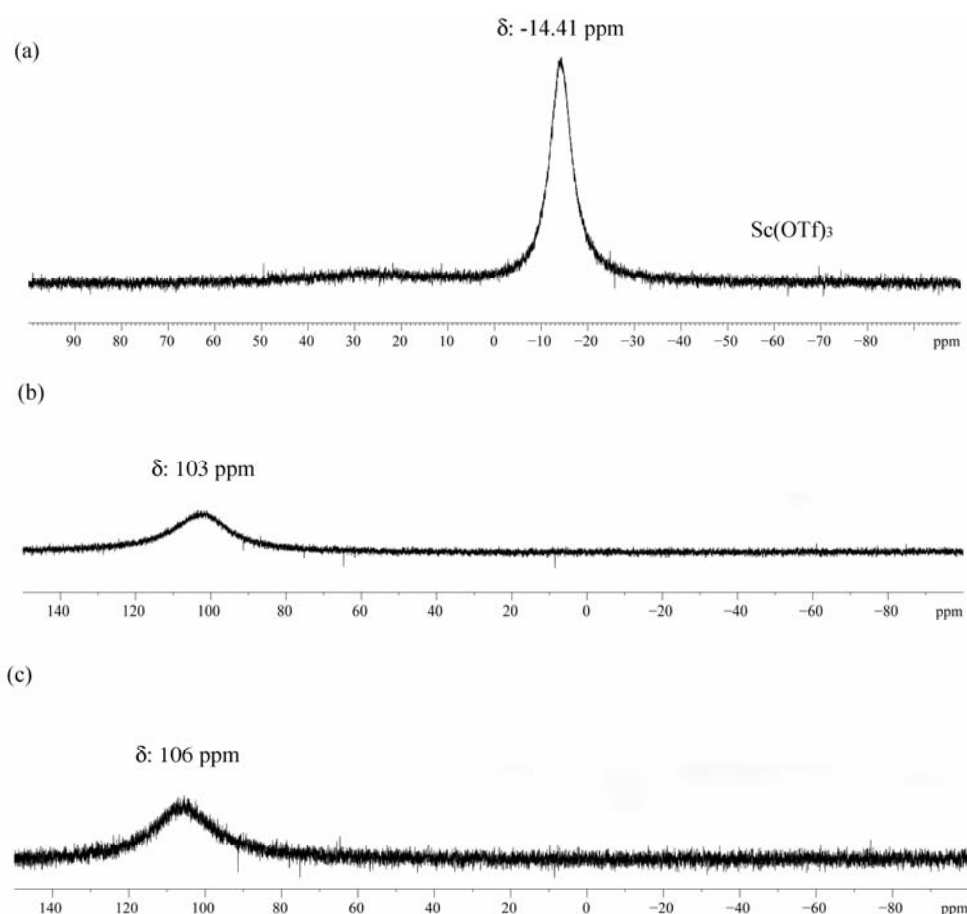 (a)
δ: -14.41 ppm
Sc(OTf)3
90 80 70 60 50 40 30 20 10 0 −10 −20 −30 −40 −50 −60 −70 −80 ppm
(b)
δ: 103 ppm
140 120 100 80 60 40 20 0 −20 −40 −60 −80 ppm
(c)
δ: 106 ppm
140 120 100 80 60 40 20 0 −20 −40 −60 −80 ppm